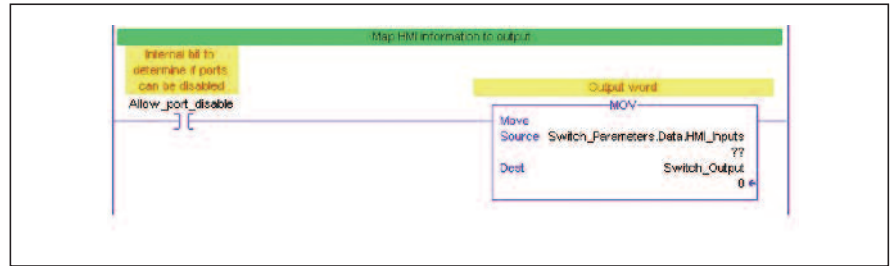 Map HMI information to output
Internal bit to
determine if ports
can be disabled
Allow_port_disable
Output word
MOV
Move
Source Switch_Parameters.Data.HMI_Inputs
??
Dest Switch_Output
0